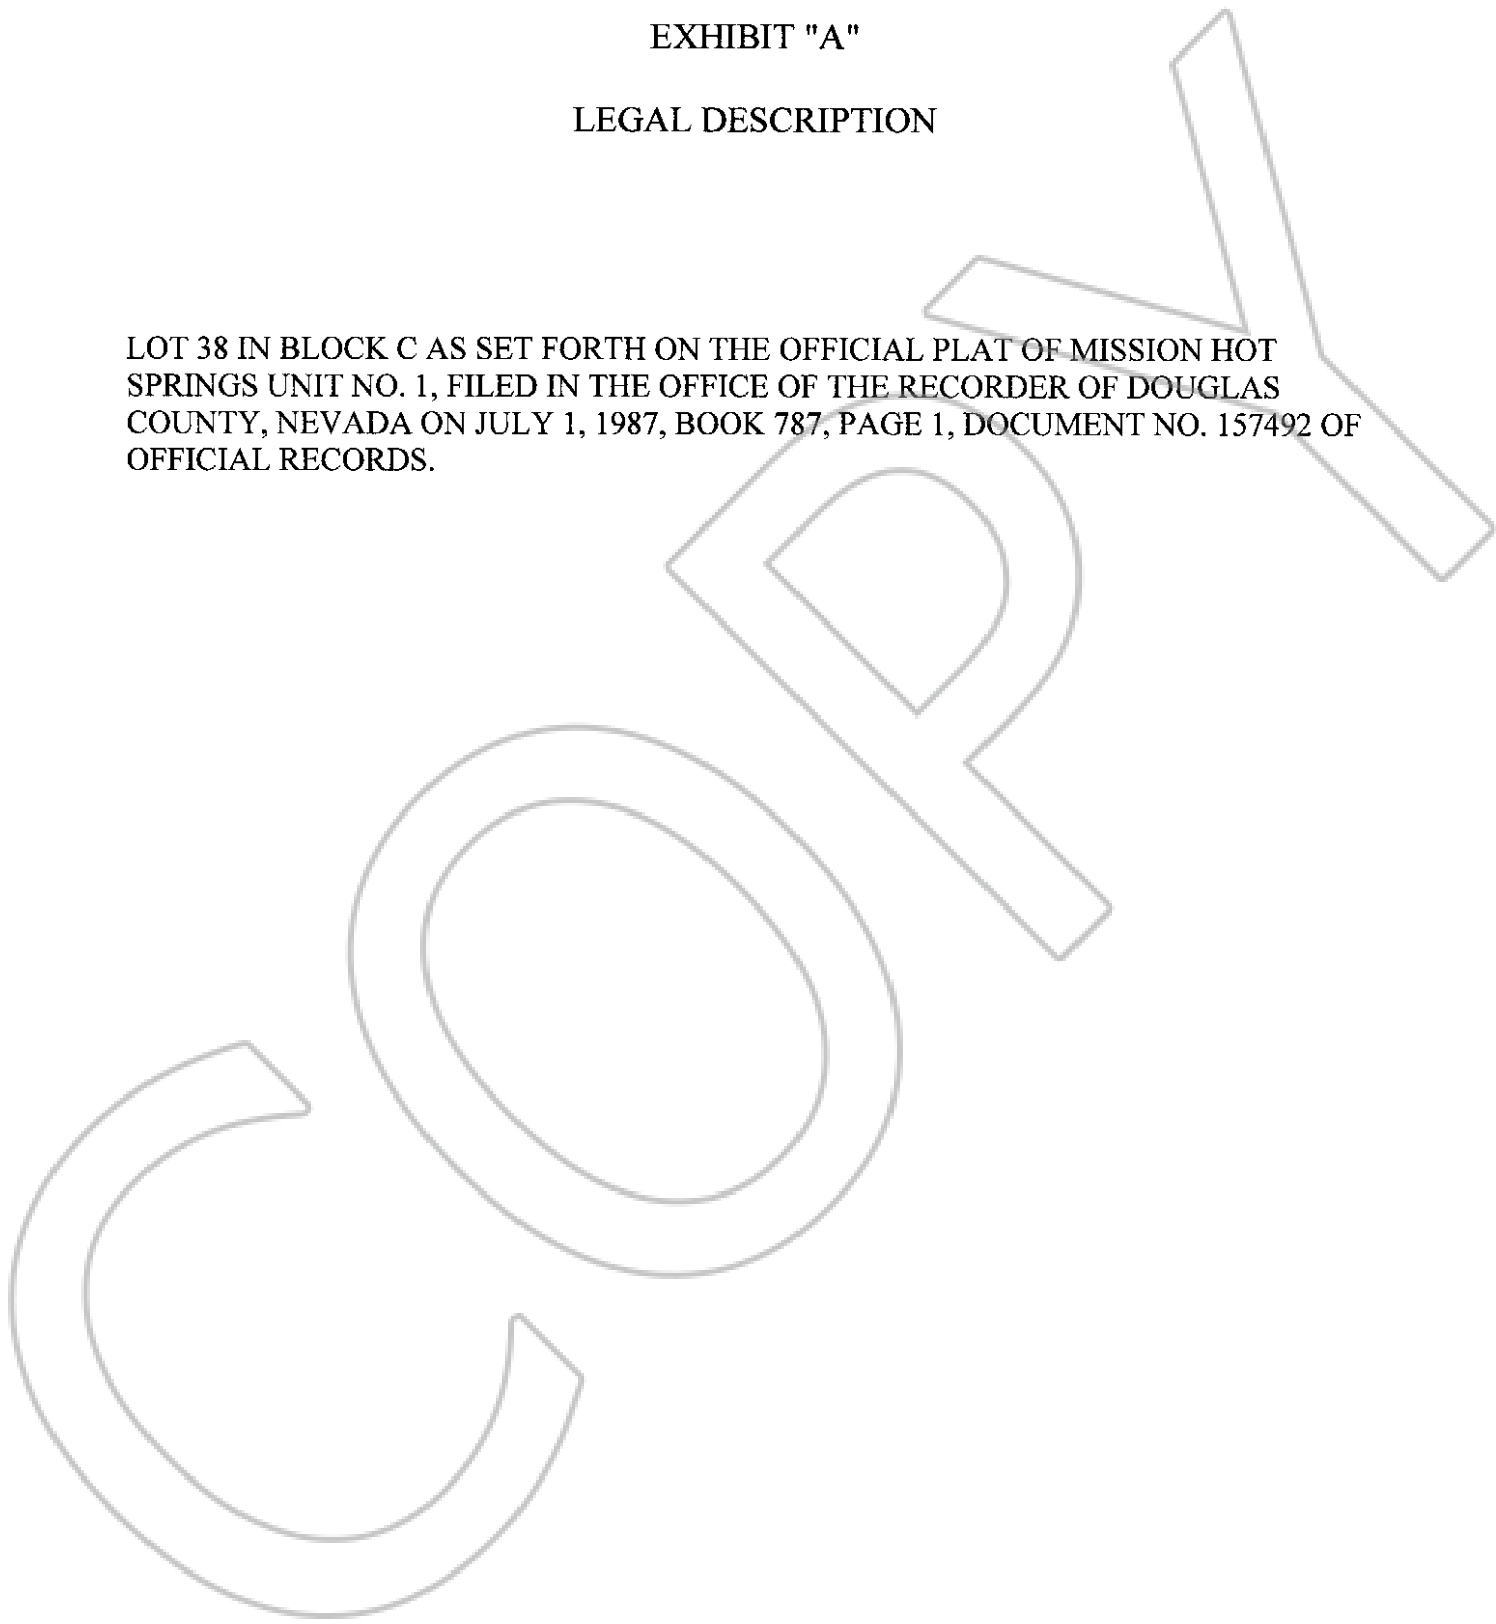 EXHIBIT "A"
LEGAL DESCRIPTION
LOT 38 IN BLOCK C AS SET FORTH ON THE OFFICIAL PLAT OF MISSION HOT
SPRINGS UNIT NO. 1, FILED IN THE OFFICE OF THE RECORDER OF DOUGLAS
COUNTY, NEVADA ON JULY 1, 1987, BOOK 787, PAGE 1, DOCUMENT NO. 157492 OF
OFFICIAL RECORDS.
COPY